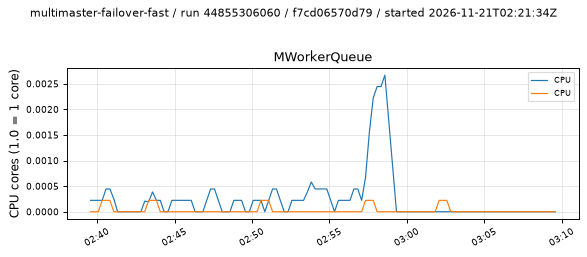 multimaster-failover-fast / run 44855306060 / f7cd06570d79 / started 2026-11-21T02:21:34Z
MWorkerQueue
CPU cores (1.0 = 1 core)
0.0025
0.0020
0.0015
0.0010
0.0005
0.0000
CPU
CPU
02:40
02:45
02:50
02:55
03:00
03:05
03:10